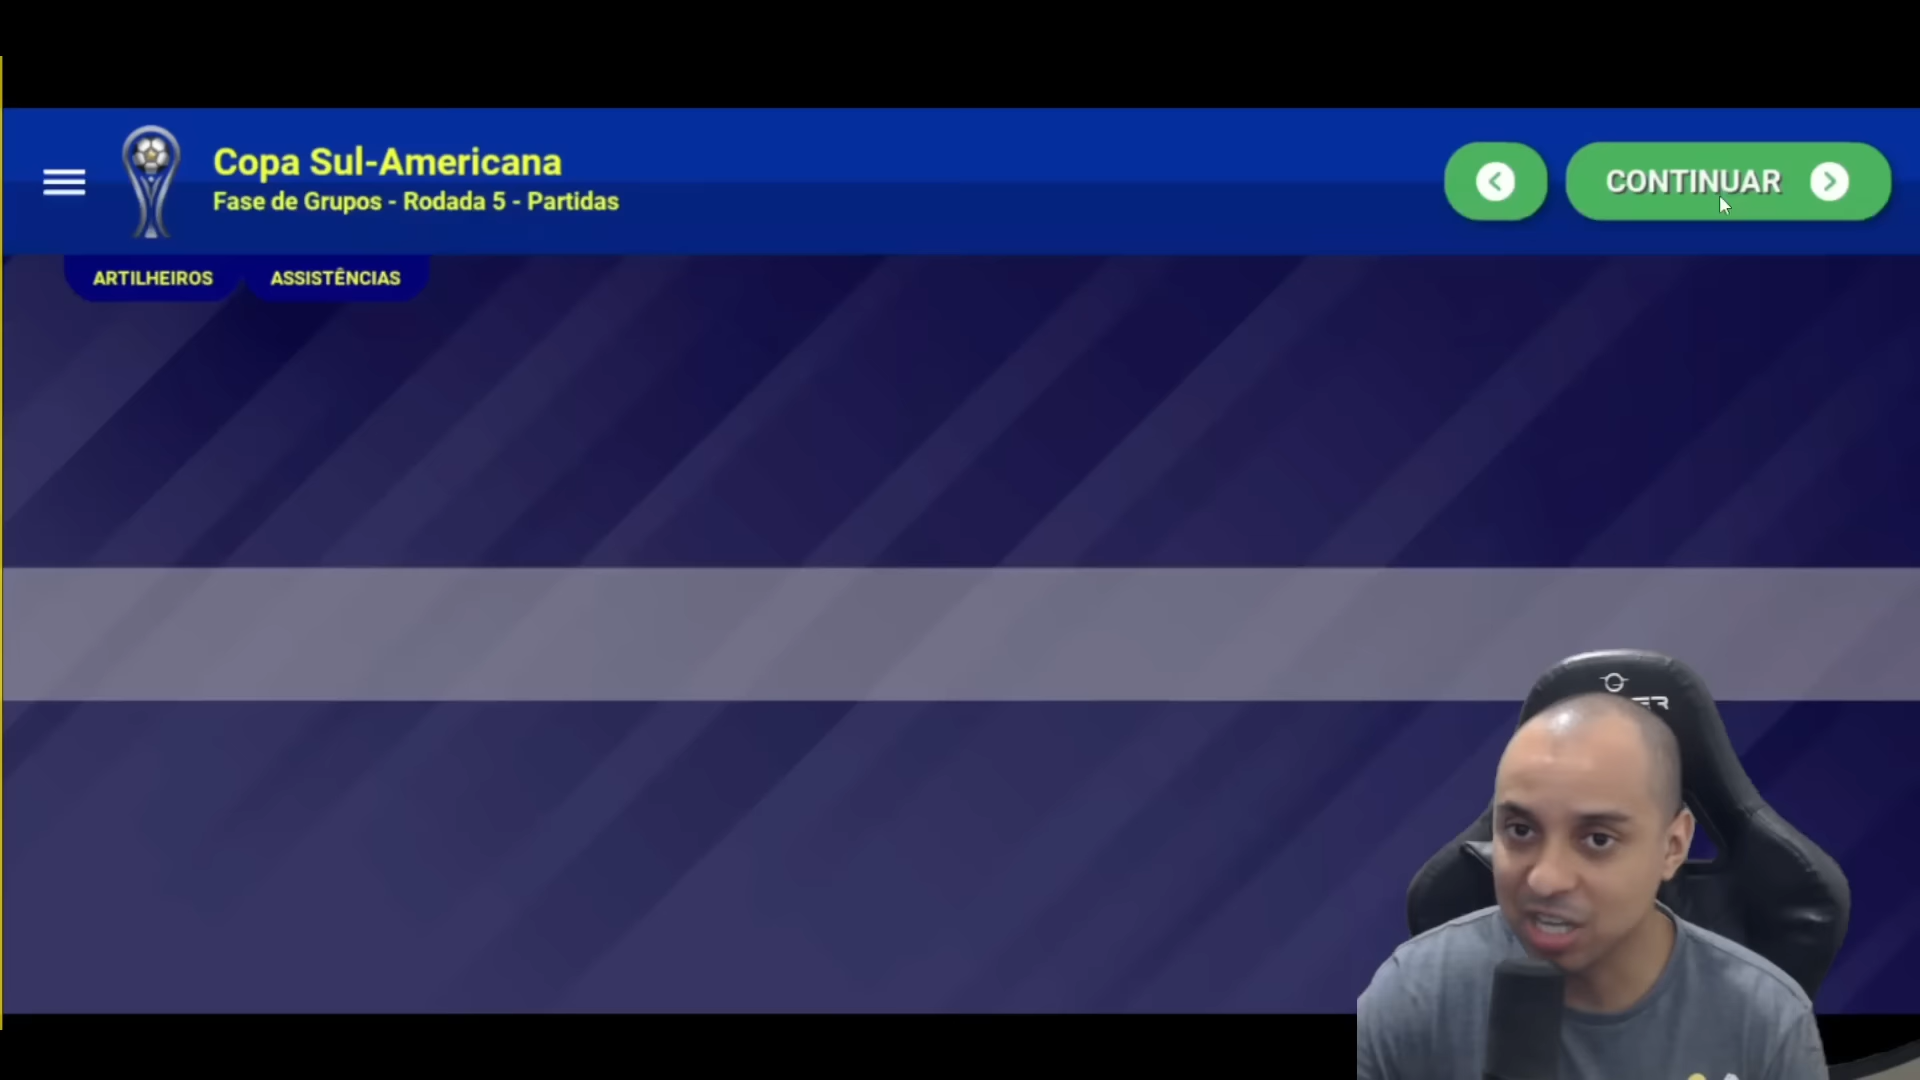 Copa Sul-Americana
Fase de Grupos - Rodada 5 - Partidas
CONTINUAR
ARTILHEIROS
ASSISTÊNCIAS